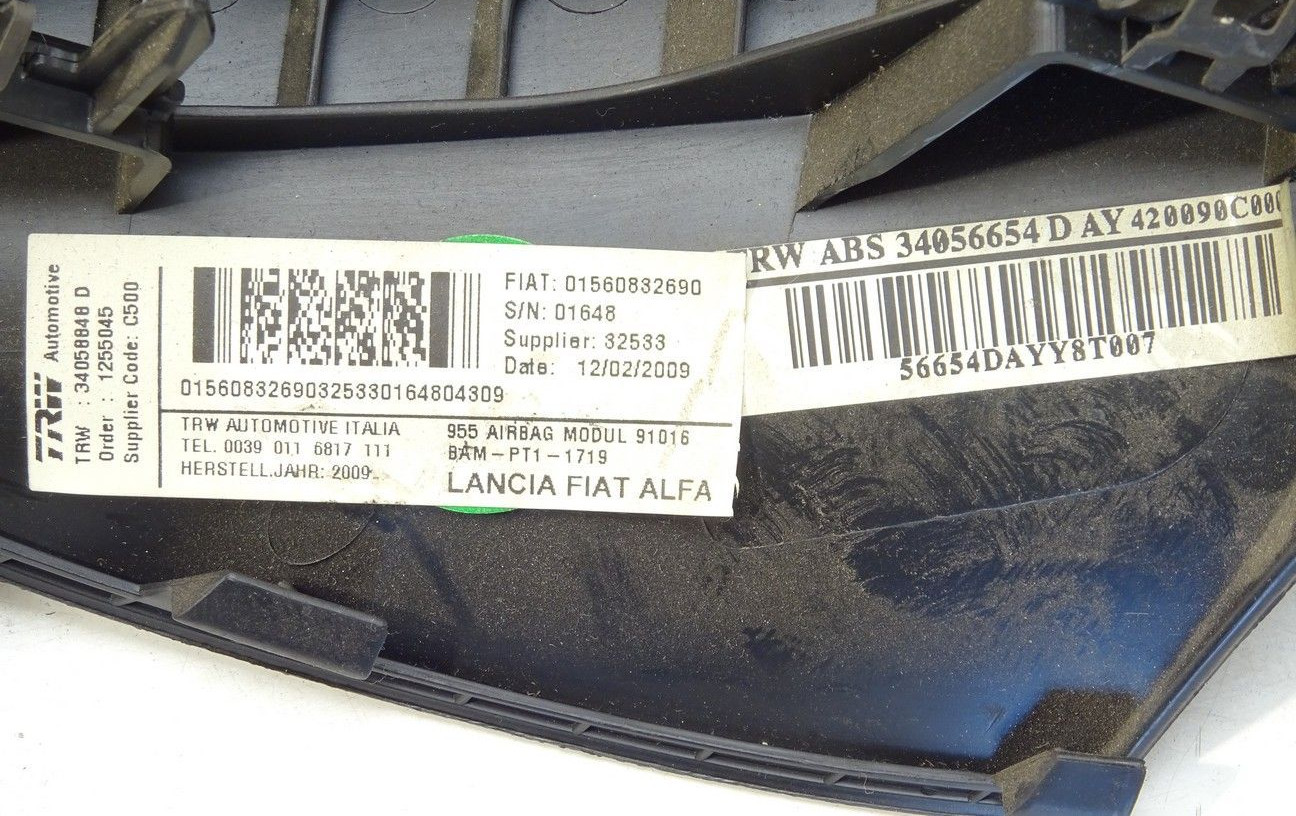 TRW Automotive
TRW : 3405884B D
Order : 1255045
Supplier Code: C500
FIAT: 01560832690
S/N: 01648
Supplier: 32533
Date: 12/02/2009
01560832690325330164804309
TRW AUTOMOTIVE ITALIA
TEL. 0039 011 6817 111
HERSTELL.JAHR: 2009
955 AIRBAG MODUL 91016
BAM-PT1-1719
LANCIA FIAT ALFA
TRW ABS 34056654 D AY 420090C00
56654DAYY8T007